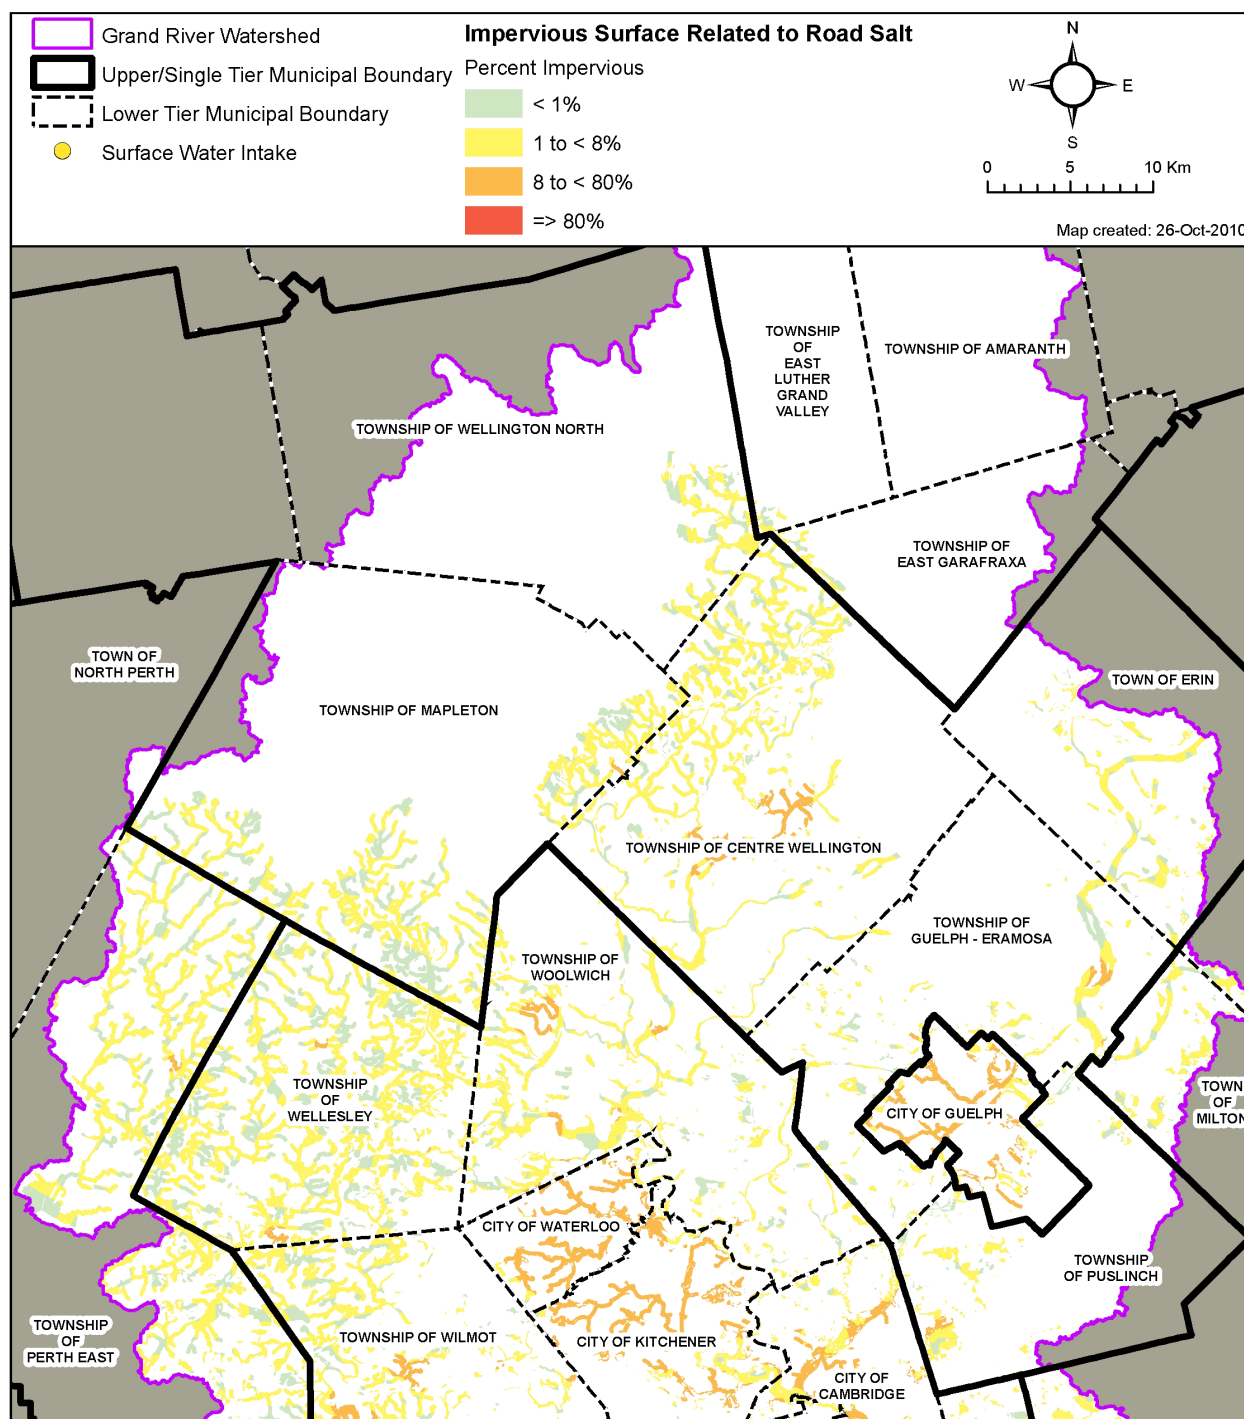 Grand River Watershed
Upper/Single Tier Municipal Boundary
Lower Tier Municipal Boundary
Surface Water Intake
Impervious Surface Related to Road Salt
Percent Impervious
< 1%
1 to < 8%
8 to < 80%
=> 80%
N
W
E
S
0
5
10 Km
Map created: 26-Oct-2010
TOWNSHIP
OF
EAST
LUTHER
GRAND
VALLEY
TOWNSHIP OF AMARANTH
TOWNSHIP OF WELLINGTON NORTH
TOWNSHIP OF
EAST GARAFRAXA
TOWN OF
NORTH PERTH
TOWN OF ERIN
TOWNSHIP OF MAPLETON
TOWNSHIP OF CENTRE WELLINGTON
TOWNSHIP OF
GUELPH - ERAMOSA
TOWNSHIP OF
WOOLWICH
TOWNSHIP
OF
WELLESLEY
CITY OF GUELPH
TOWN
OF
MILTON
CITY OF WATERLOO
TOWNSHIP
OF PUSLINCH
TOWNSHIP
OF
PERTH EAST
TOWNSHIP OF WILMOT
CITY OF KITCHENER
CITY OF
CAMBRIDGE